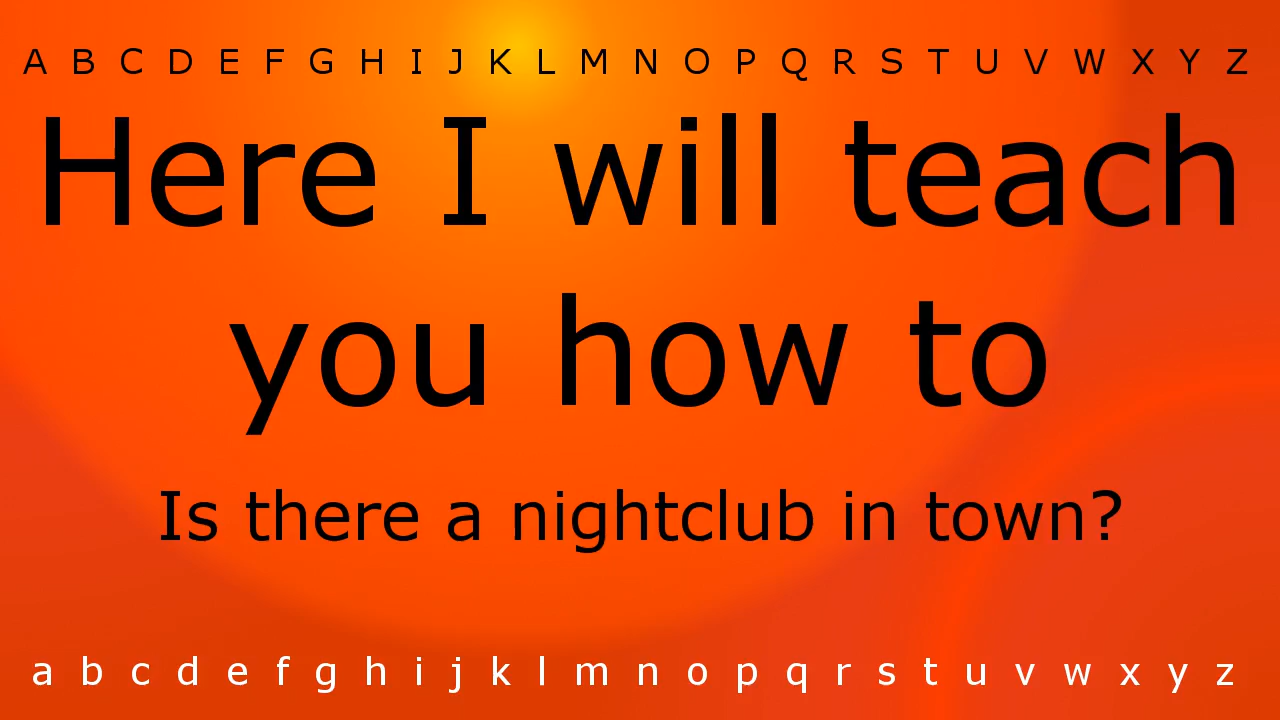 A B C D E F G H I J K L M N O P Q R S T U V W X Y Z
Here I will teach
you how to
Is there a nightclub in town?
a b c d e f g h i j k l m n o p q r s t u v w x y z